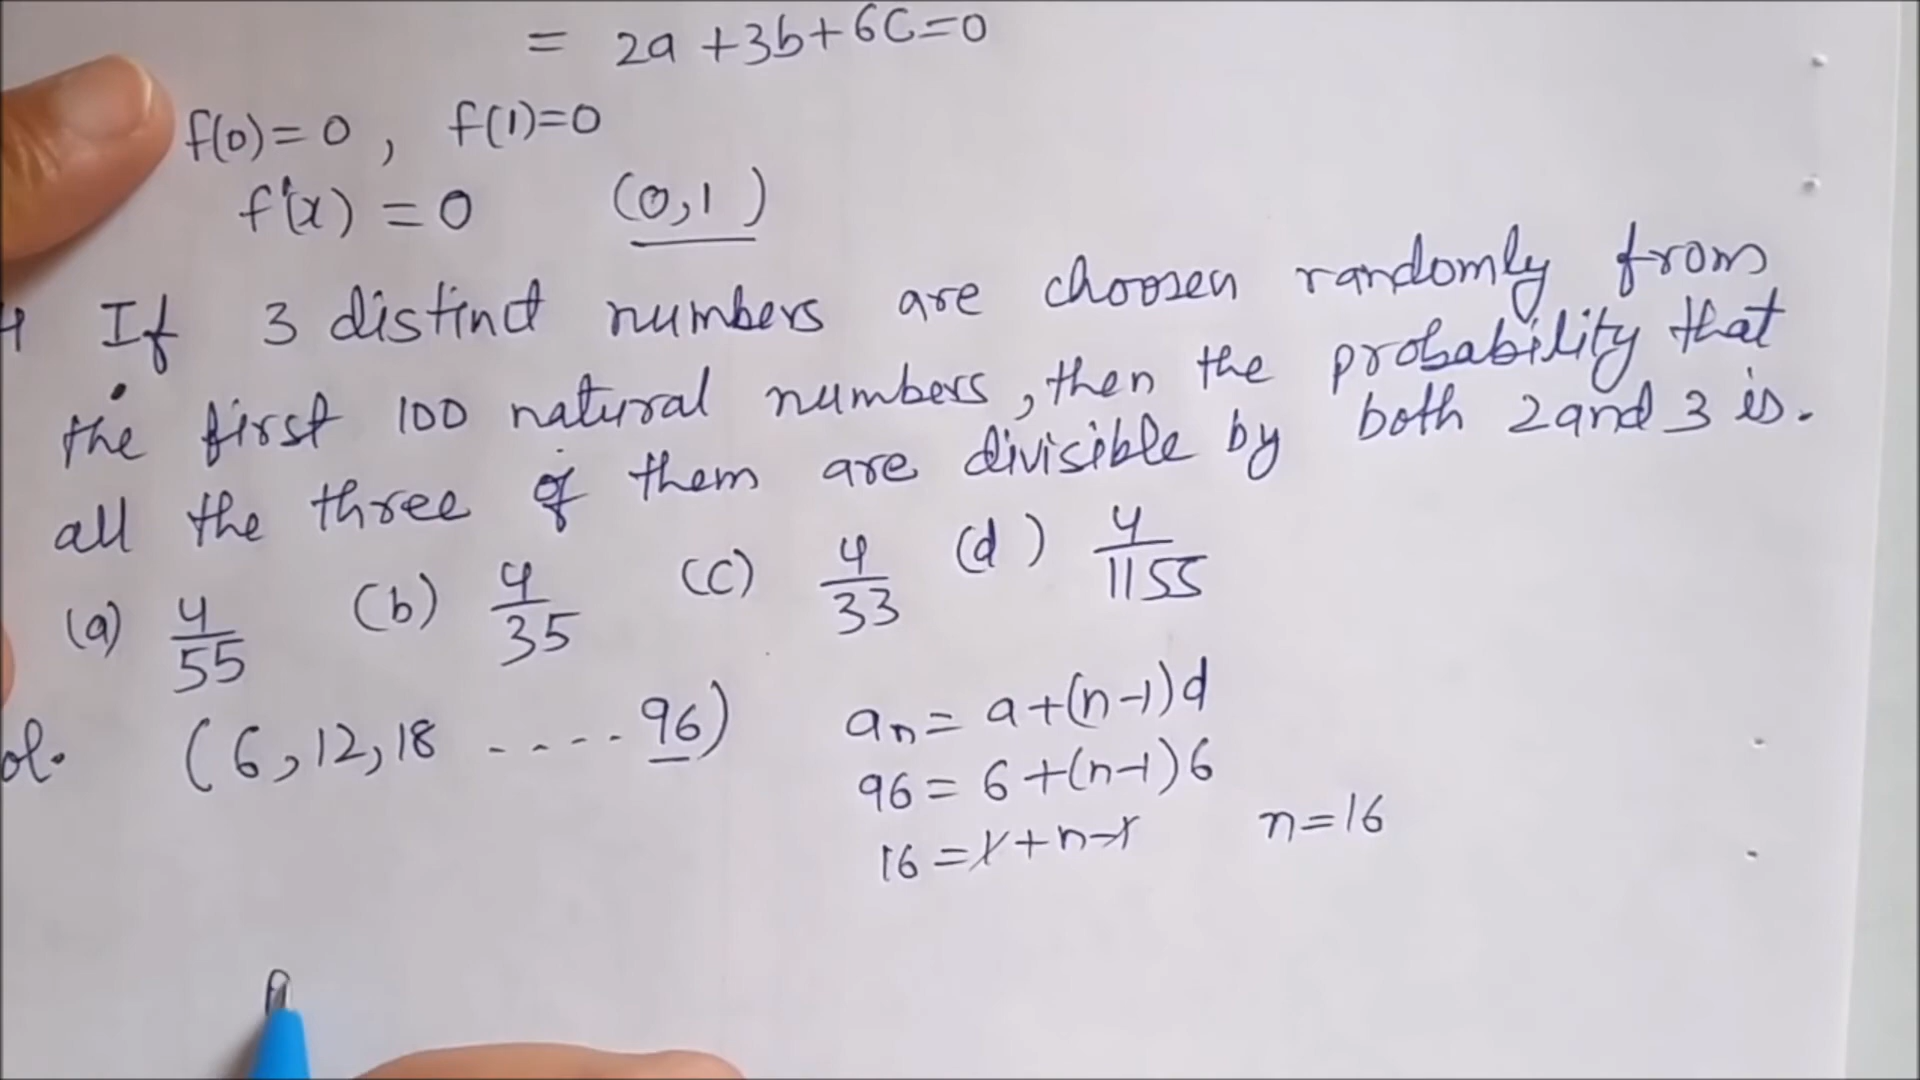 = 2a +3b+6C=0
f(0)=0, f(1)=0
f'(x) = 0 (0,1)
4 If 3 distinct numbers are choosen randomly from
the first 100 natural numbers, then the probability that
all the three of them are divisible by both 2 and 3 is.
(a) 4/55 (b) 4/35 (c) 4/33 (d) 4/1155
ol. (6,12,18 ----- 96) an = a+(n-1)d
96 = 6+(n-1)6
16 = 1+n-1 n=16